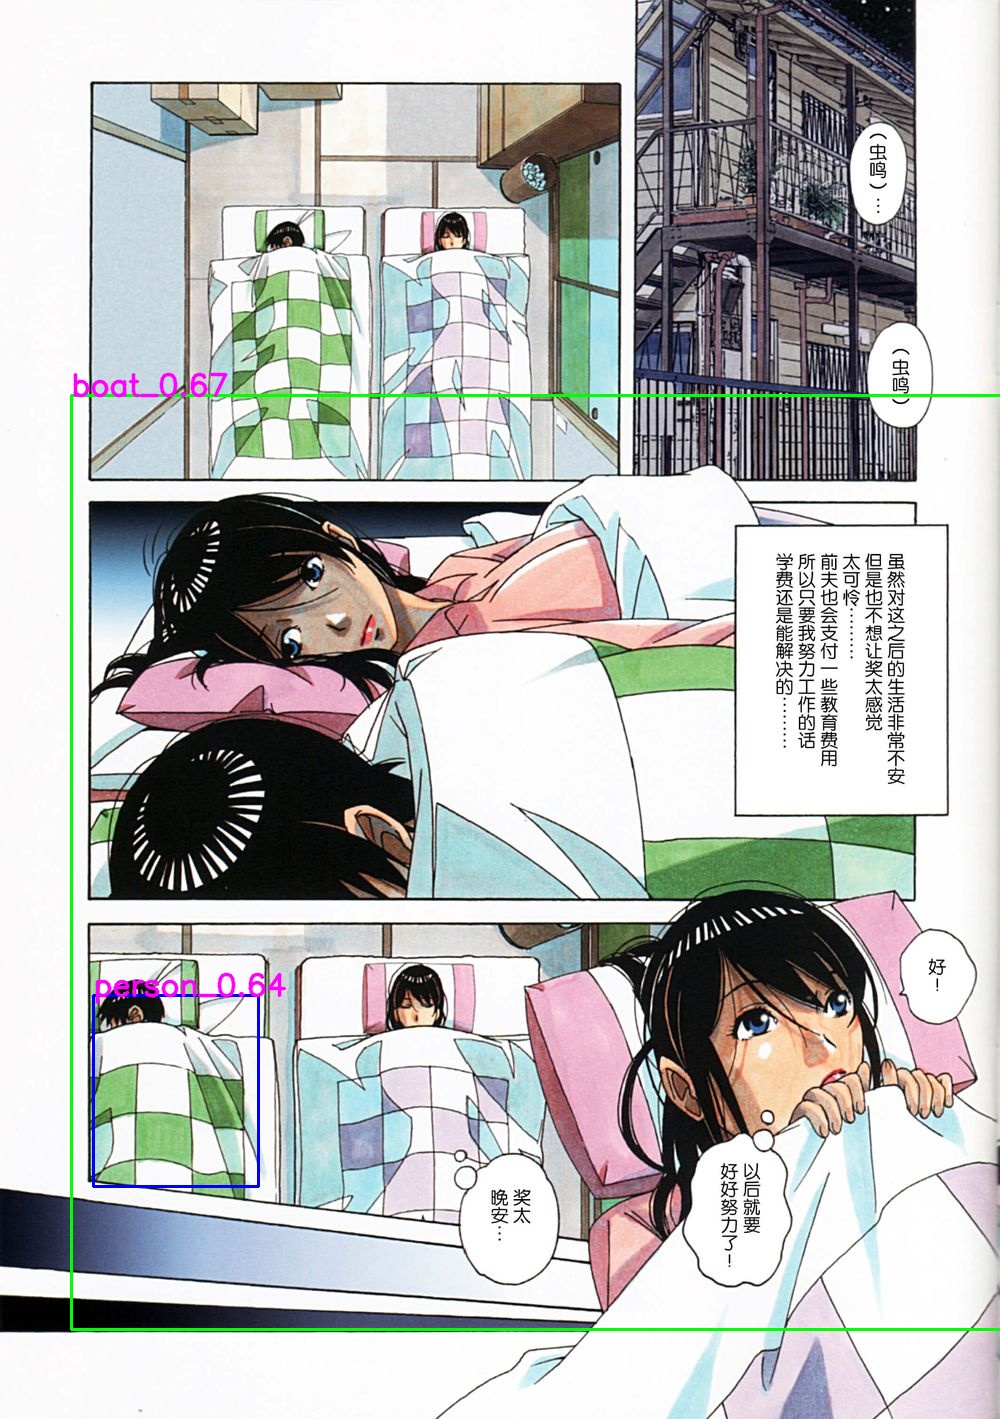 （虫鸣）…
（虫鸣）
boat_0.67
虽然对这之后的生活非常不安
但是也不想让奖太感觉
太可怜………
前夫也会支付一些教育费用
所以只要我努力工作的话
学费还是能解决的………
person_0.64
好！
以后就要
好好努力了！
奖太
晚安…